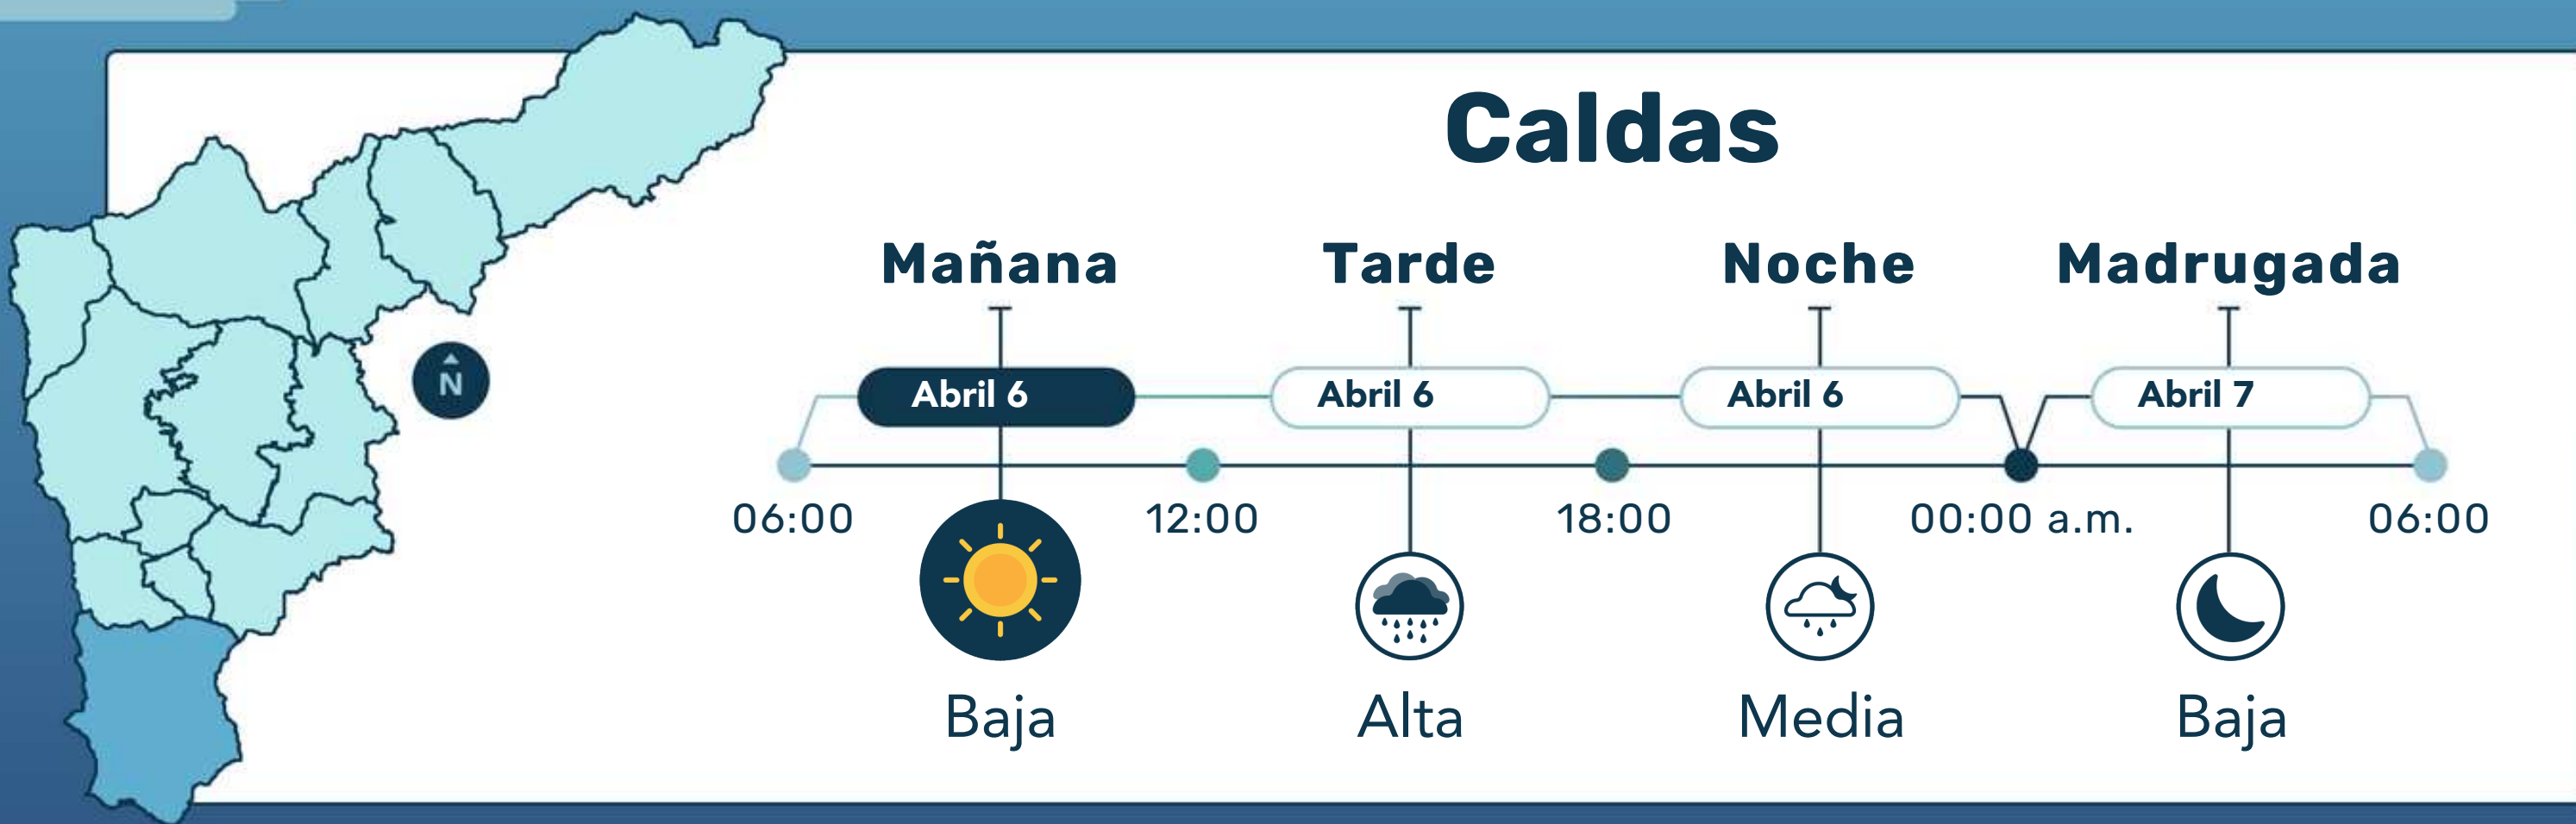 Caldas
Mañana Tarde Noche Madrugada
Abril 6 Abril 6 Abril 6 Abril 7
N
06:00 12:00 18:00 00:00 a.m. 06:00
Baja Alta Media Baja